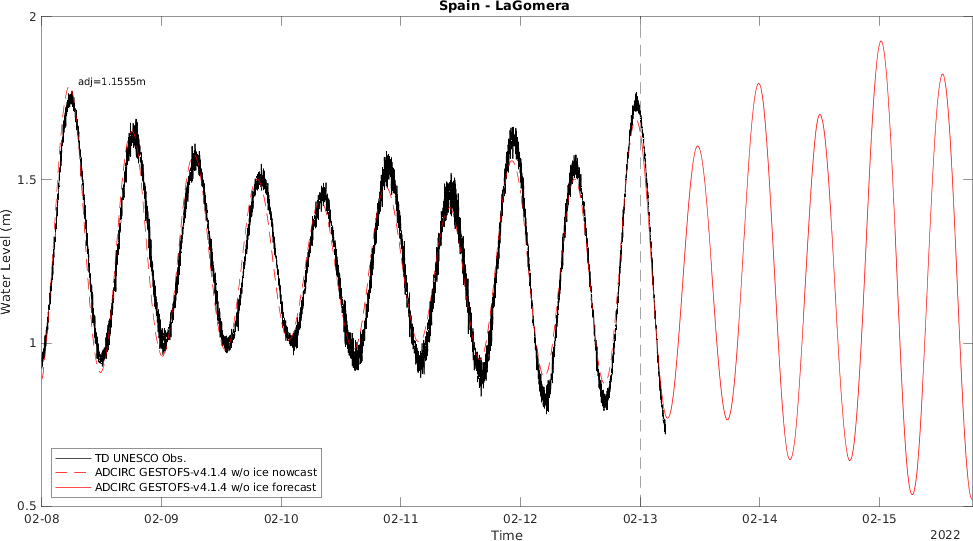 Spain - LaGomera
2
adj=1.1555m
1.5
Water Level (m)
1
TD UNESCO Obs.
ADCIRC GESTOFS-v4.1.4 w/o ice nowcast
ADCIRC GESTOFS-v4.1.4 w/o ice forecast
0.5
02-08 02-09 02-10 02-11 02-12 02-13 02-14 02-15
Time
2022